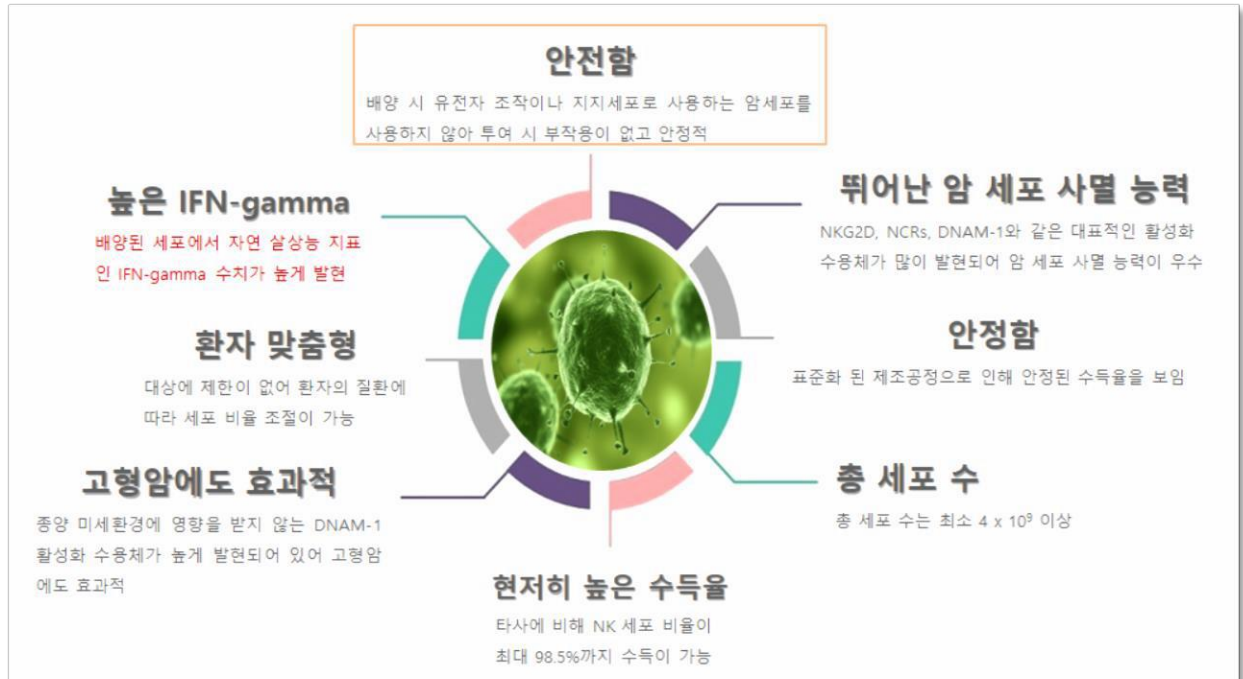 안전함
배양 시 유전자 조작이나 지지세포로 사용하는 암세포를
사용하지 않아 투여 시 부작용이 없고 안정적
뛰어난 암 세포 사멸 능력
NKG2D, NCRs, DNAM-1와 같은 대표적인 활성화
수용체가 많이 발현되어 암 세포 사멸 능력이 우수
안정함
표준화 된 제조공정으로 인해 안정된 수득율을 보임
총 세포 수
총 세포 수는 최소 4 x 10⁹ 이상
현저히 높은 수득율
타사에 비해 NK 세포 비율이
최대 98.5%까지 수득이 가능
고형암에도 효과적
종양 미세환경에 영향을 받지 않는 DNAM-1
활성화 수용체가 높게 발현되어 있어 고형암
에도 효과적
환자 맞춤형
대상에 제한이 없어 환자의 질환에
따라 세포 비율 조절이 가능
높은 IFN-gamma
배양된 세포에서 자연 살상능 지표
인 IFN-gamma 수치가 높게 발현